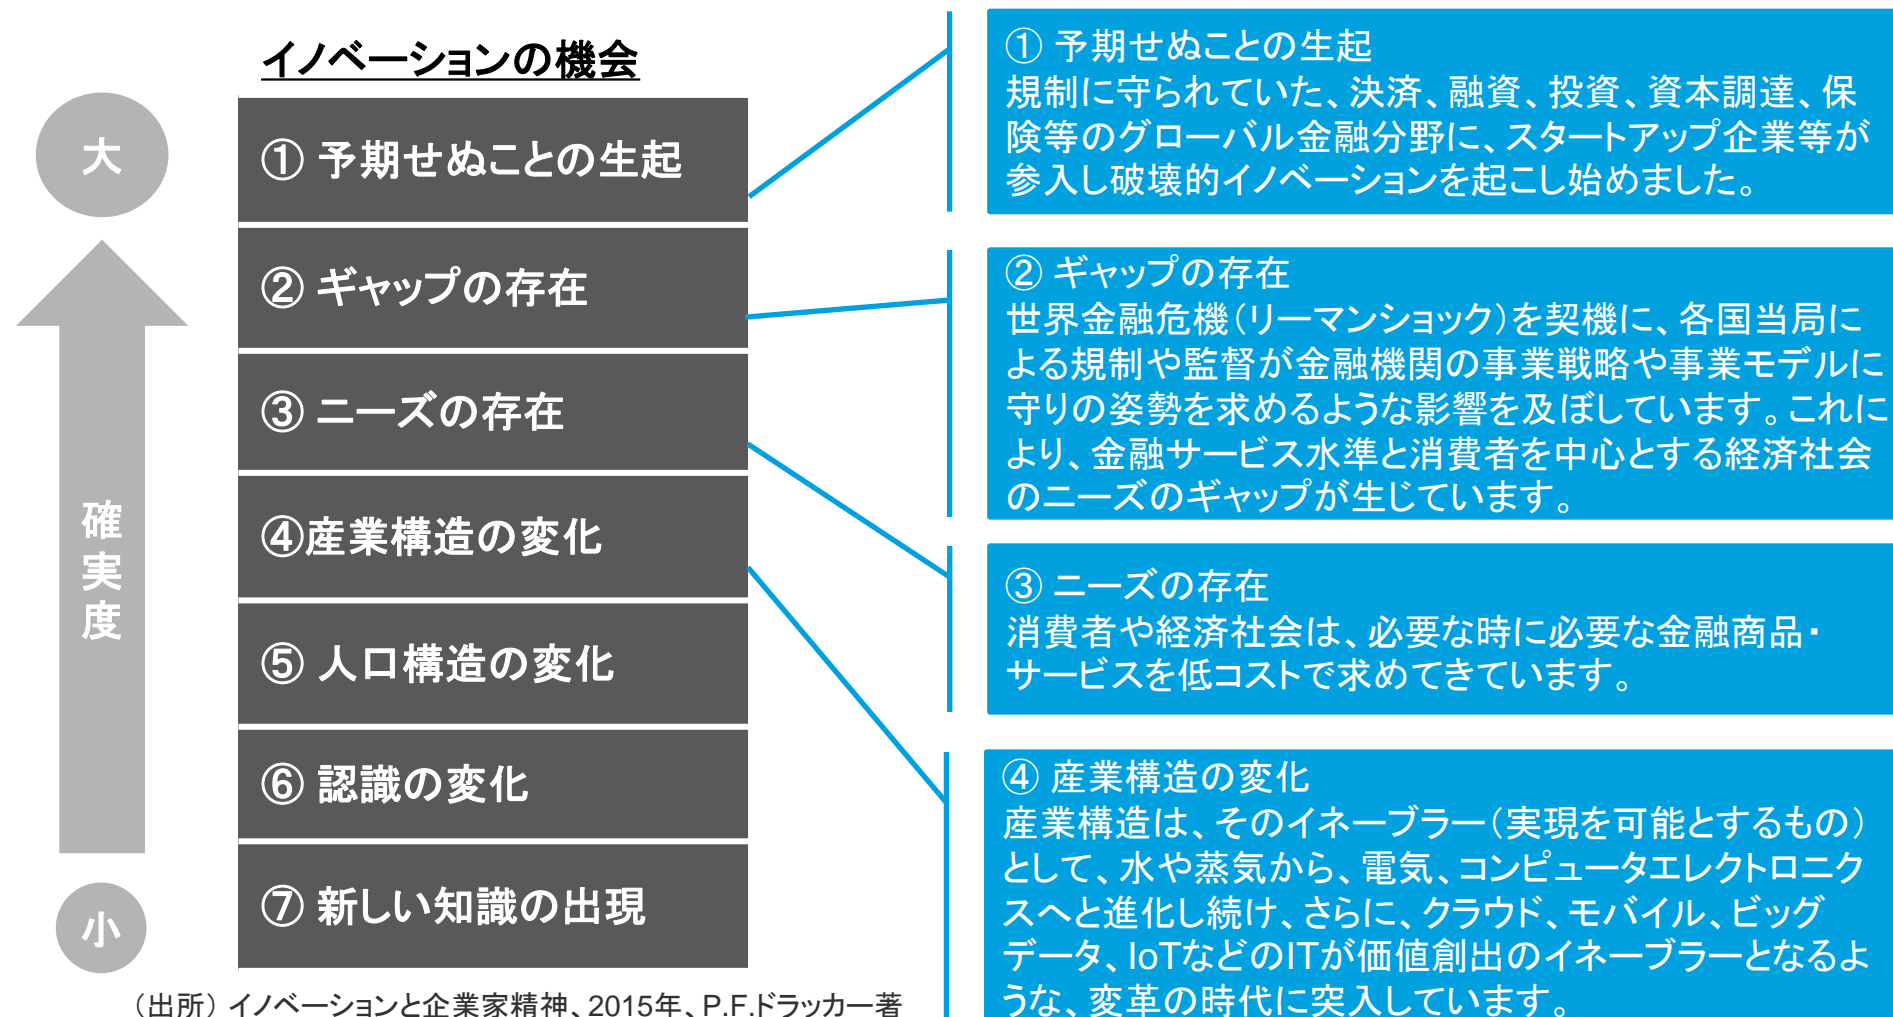 イノベーションの機会
大
確実度
小
① 予期せぬことの生起
② ギャップの存在
③ ニーズの存在
④産業構造の変化
⑤ 人口構造の変化
⑥ 認識の変化
⑦ 新しい知識の出現
（出所）イノベーションと企業家精神、2015年、P.F.ドラッカー著
① 予期せぬことの生起
規制に守られていた、決済、融資、投資、資本調達、保
険等のグローバル金融分野に、スタートアップ企業等が
参入し破壊的イノベーションを起こし始めました。
② ギャップの存在
世界金融危機（リーマンショック）を契機に、各国当局に
よる規制や監督が金融機関の事業戦略や事業モデルに
守りの姿勢を求めるような影響を及ぼしています。これに
より、金融サービス水準と消費者を中心とする経済社会
のニーズのギャップが生じています。
③ ニーズの存在
消費者や経済社会は、必要な時に必要な金融商品・
サービスを低コストで求めてきています。
④ 産業構造の変化
産業構造は、そのイネーブラー（実現を可能とするもの）
として、水や蒸気から、電気、コンピュータエレクトロニク
スへと進化し続け、さらに、クラウド、モバイル、ビッグ
データ、IoTなどのITが価値創出のイネーブラーとなるよ
うな、変革の時代に突入しています。